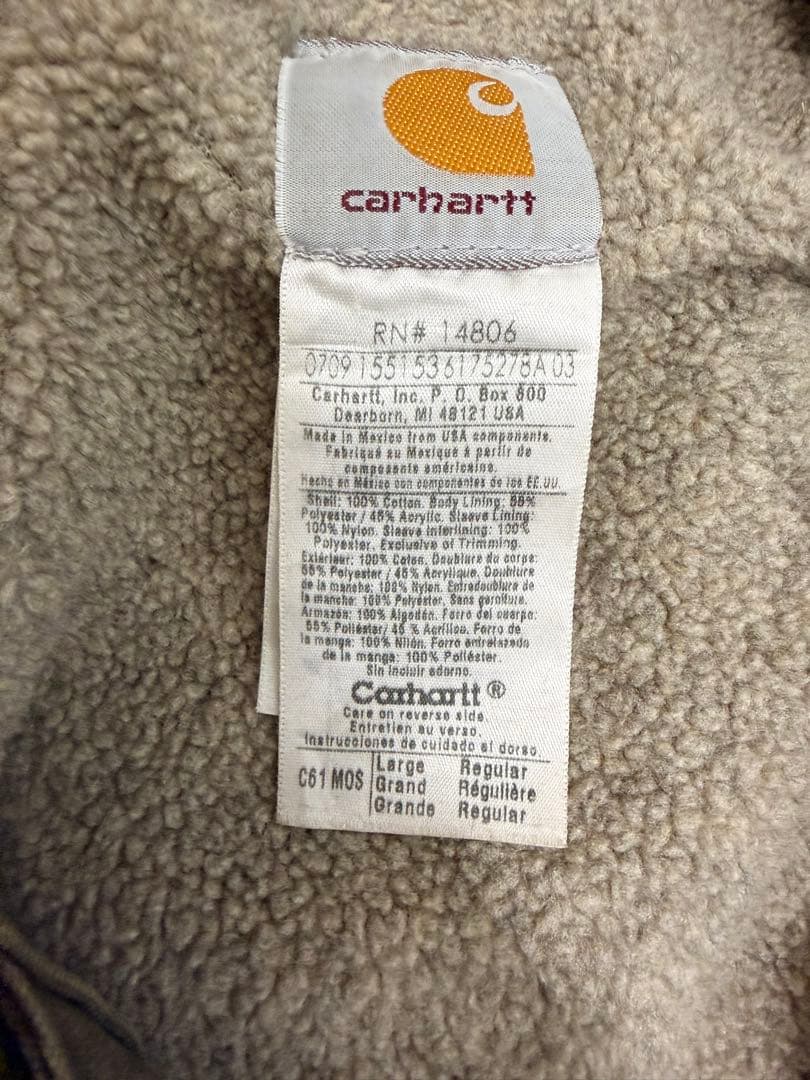 carhartt
RN# 14806
0709 1551536175278A 03
Carhartt, Inc. P. O. Box 600
Dearborn, MI 48121 USA
Made in Mexico from USA components.
Fabriqué au Mexique à partir de
composants américains.
Hecho en México con componentes de los EE.UU.
Shell: 100% Cotton. Body Lining: 55%
Polyester / 45% Acrylic. Sleeve Lining:
100% Nylon. Sleeve Interlining: 100%
Polyester. Exclusive of Trimming.
Extérieur: 100% Coton. Doublure du corps:
55% Polyester / 45% Acrylique. Doublure
de la manche: 100% Nylon. Entredoublure de
la manche: 100% Polyester. Sans garniture.
Armazón: 100% Algodón. Forro del cuerpo:
55% Poliéster/ 45 % Acrílico. Forro de
la manga: 100% Nilón. Forro entrelazado
de la manga: 100% Poliéster.
Sin incluir adorno.
Carhartt®
Care on reverse side.
Entretien au verso.
Instrucciones de cuidado al dorso.
C61 MOS
Large Regular
Grand Régulière
Grande Regular